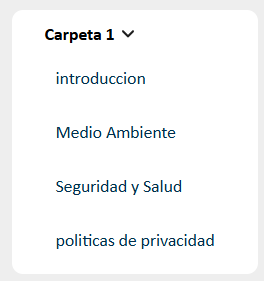 Carpeta 1
introduccion
Medio Ambiente
Seguridad y Salud
politicas de privacidad